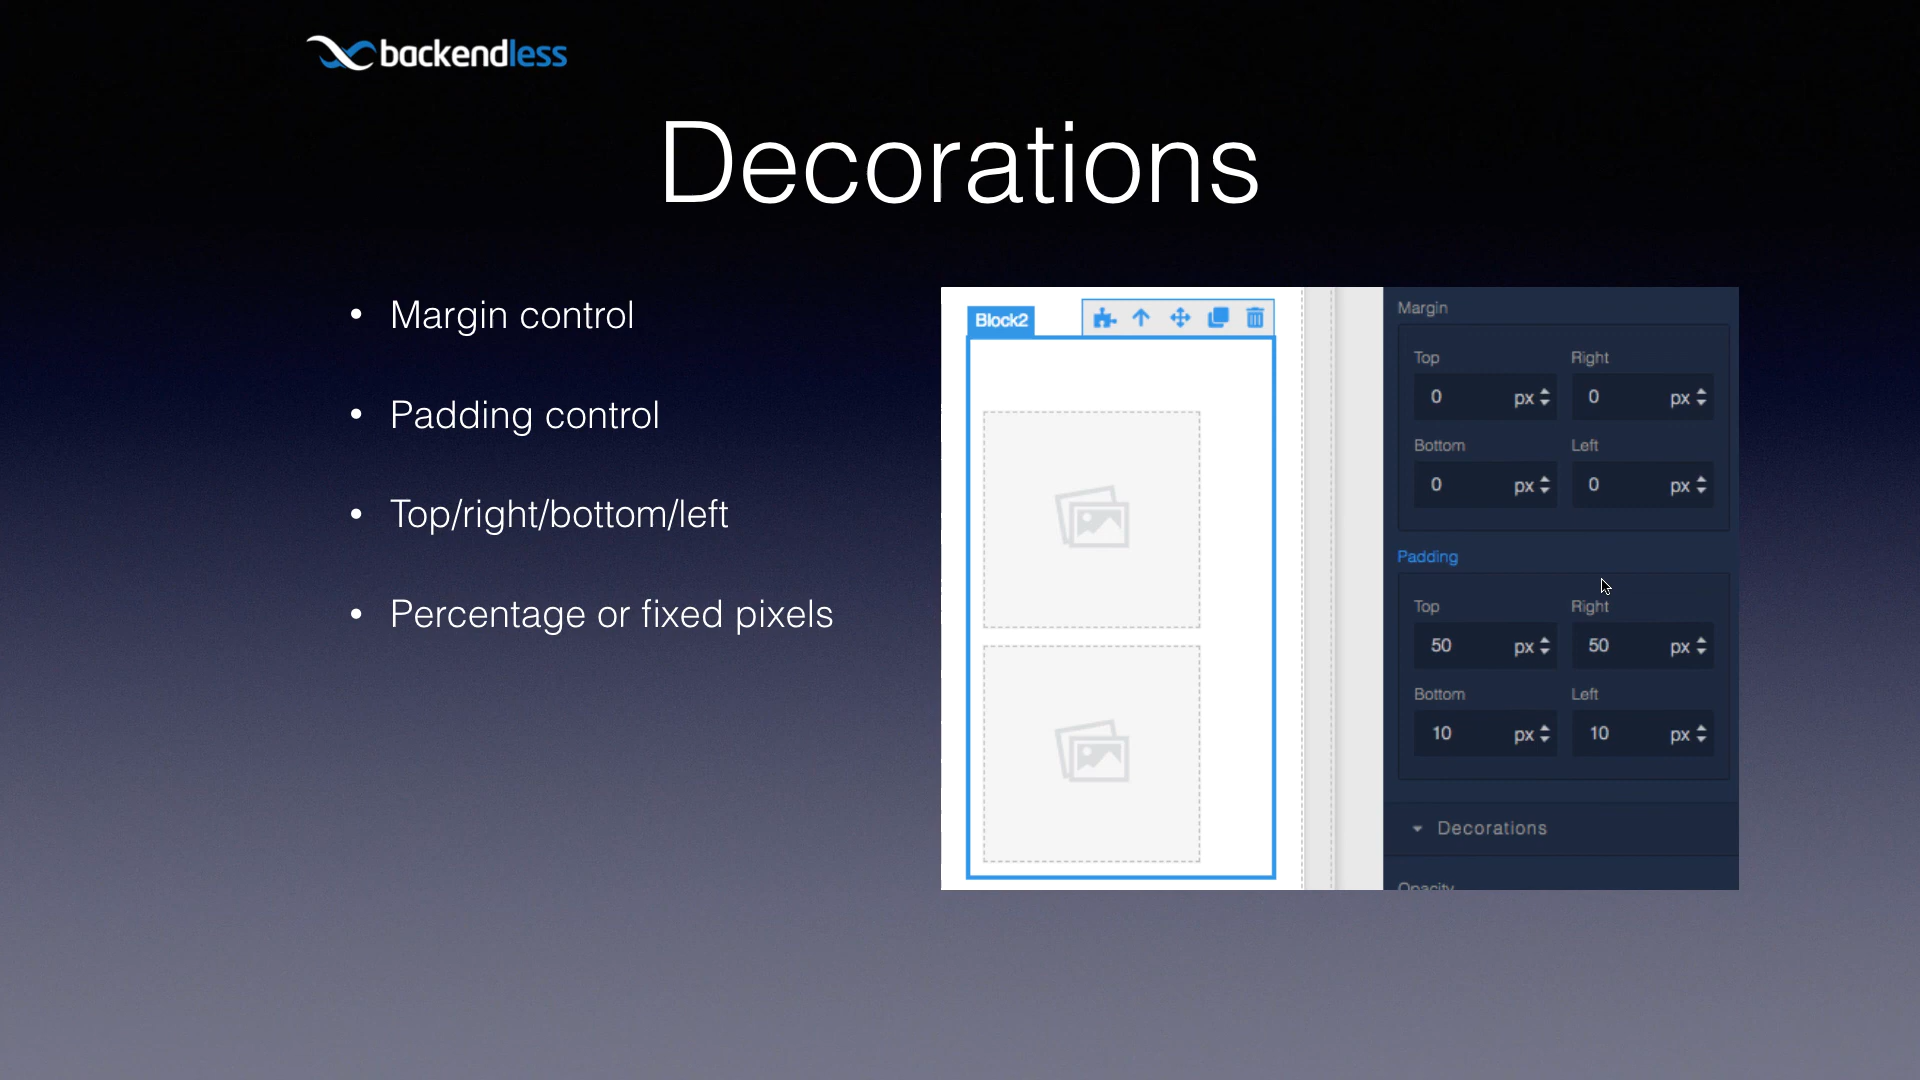 backendless
Decorations
• Margin control
• Padding control
• Top/right/bottom/left
• Percentage or fixed pixels
Block2
Margin
Top Right
0 px 0 px
Bottom Left
0 px 0 px
Padding
Top Right
50 px 50 px
Bottom Left
10 px 10 px
Decorations
Opacity